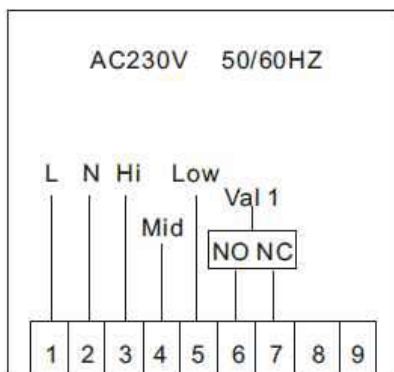 AC230V 50/60HZ
L N Hi Low
Val 1
Mid
NO NC
1 2 3 4 5 6 7 8 9